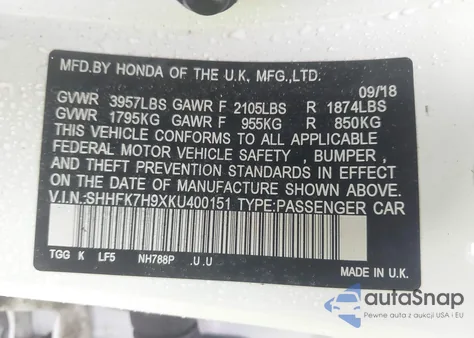 MFD.BY HONDA OF THE U.K, MFG.,LTD.
09/18
GVWR 3957LBS GAWR F 2105LBS R 1874LBS
GVWR 1795KG GAWR F 955KG R 850KG
THIS VEHICLE CONFORMS TO ALL APPLICABLE
FEDERAL MOTOR VEHICLE SAFETY , BUMPER ,
AND THEFT PREVENTION STANDARDS IN EFFECT
ON THE DATE OF MANUFACTURE SHOWN ABOVE.
V.I.N:SHHFK7H9XKU400151 TYPE:PASSENGER CAR
TGG K LF5 NH788P .U .U
MADE IN U.K.
autaSnap
Pewne auta z USA i EU